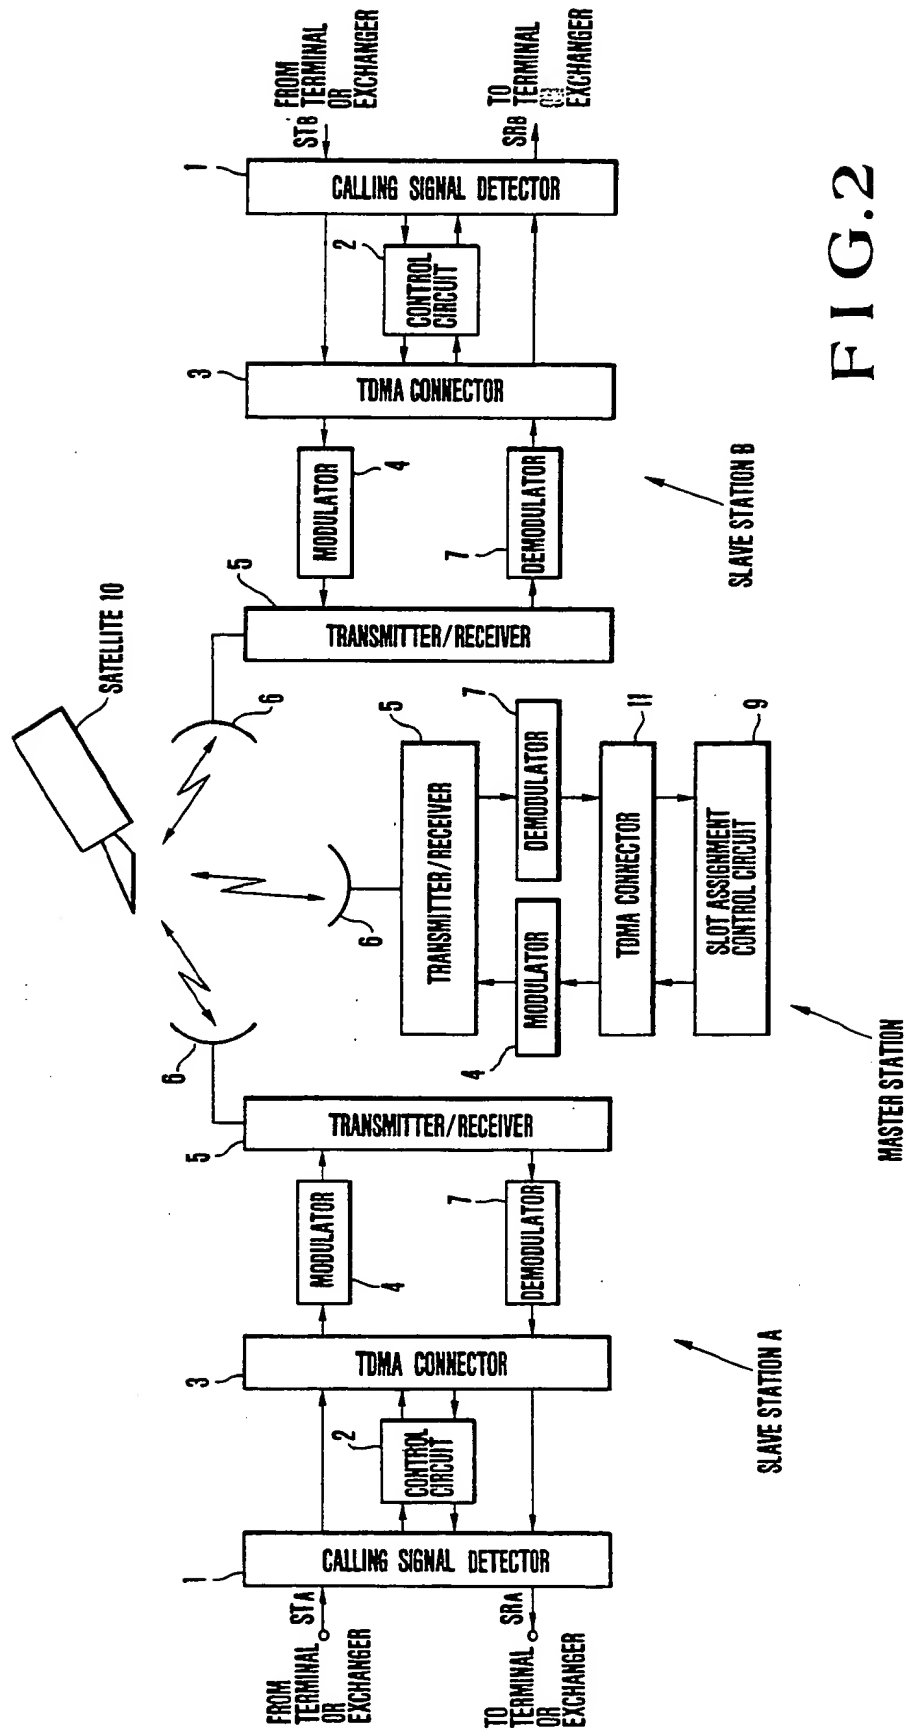 SATELLITE 10
6
6
6
FROM
TERMINAL
OR
EXCHANGER
STA
1
CALLING SIGNAL DETECTOR
TO
TERMINAL
OR
EXCHANGER
SRA
2
CONTROL
CIRCUIT
3
TDMA CONNECTOR
MODULATOR
4
7
DEMODULATOR
5
TRANSMITTER/RECEIVER
SLAVE STATION A
5
TRANSMITTER/RECEIVER
4
MODULATOR
7
DEMODULATOR
11
TDMA CONNECTOR
9
SLOT ASSIGNMENT
CONTROL CIRCUIT
MASTER STATION
5
TRANSMITTER/RECEIVER
MODULATOR
4
7
DEMODULATOR
3
TDMA CONNECTOR
2
CONTROL
CIRCUIT
1
CALLING SIGNAL DETECTOR
STB
FROM
TERMINAL
OR
EXCHANGER
SRB
TO
TERMINAL
OR
EXCHANGER
SLAVE STATION B
FIG.2